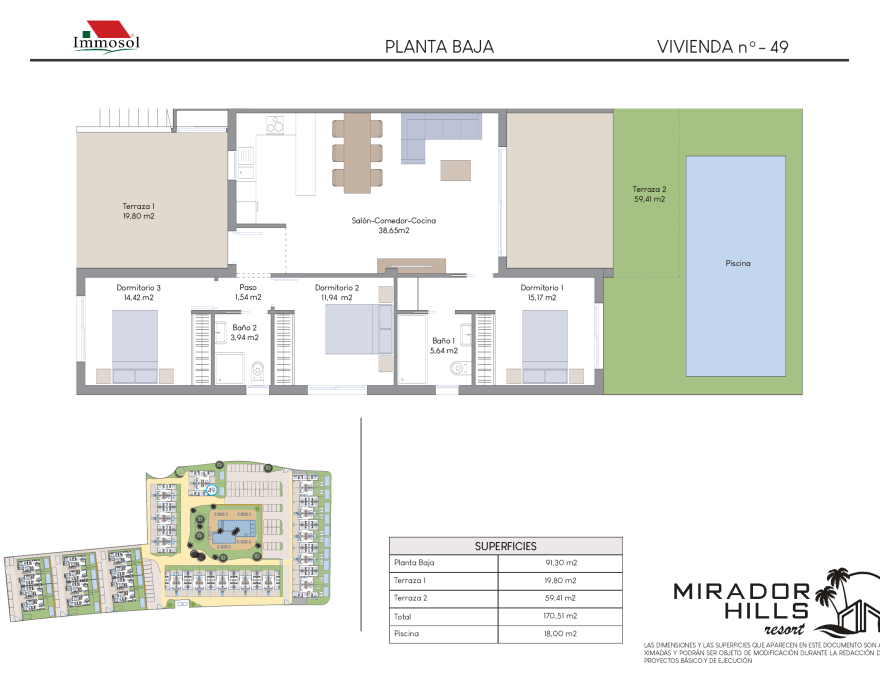 Immosol
PLANTA BAJA
VIVIENDA nº- 49
Terraza 1
19,80 m2
Salón-Comedor-Cocina
38,65m2
Terraza 2
59,41 m2
Piscina
Dormitorio 3
14,42 m2
Paso
1,54 m2
Dormitorio 2
11,94 m2
Dormitorio 1
15,17 m2
Baño 2
3,94 m2
Baño 1
5,64 m2
49
SUPERFICIES
Planta Baja 91,30 m2
Terraza 1 19,80 m2
Terraza 2 59,41 m2
Total 170,51 m2
Piscina 18,00 m2
MIRADOR
HILLS
resort
LAS DIMENSIONES Y LAS SUPERFICIES QUE APARECEN EN ESTE DOCUMENTO SON A
XIMADAS Y PODRÁN SER OBJETO DE MODIFICACIÓN DURANTE LA REDACCIÓN D
PROYECTOS BÁSICO Y DE EJECUCIÓN